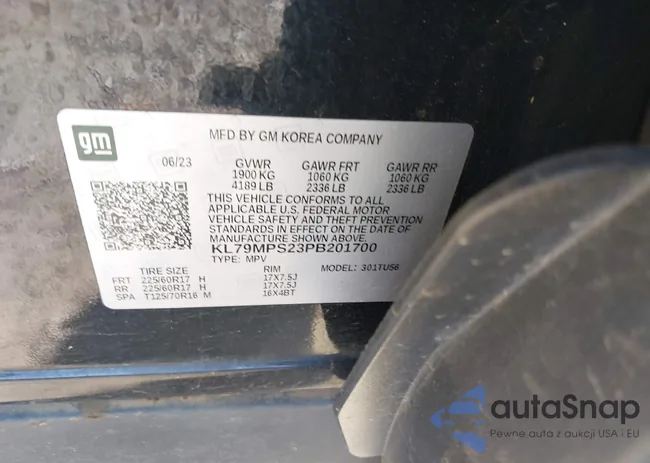 gm
MFD BY GM KOREA COMPANY
06/23 GVWR GAWR FRT GAWR RR
1900 KG 1060 KG 1060 KG
4189 LB 2336 LB 2336 LB
THIS VEHICLE CONFORMS TO ALL
APPLICABLE U.S. FEDERAL MOTOR
VEHICLE SAFETY AND THEFT PREVENTION
STANDARDS IN EFFECT ON THE DATE OF
MANUFACTURE SHOWN ABOVE.
KL79MPS23PB201700
TYPE: MPV MODEL: 301TUS6
TIRE SIZE RIM
FRT 225/60R17 H 17X7.5J
RR 225/60R17 H 17X7.5J
SPA T125/70R16 M 16X4BT
autaSnap
Pewne auta z aukcji USA i EU